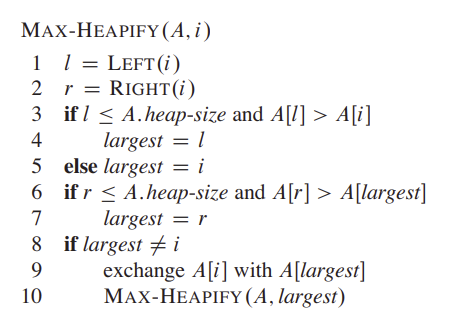 MAX-HEAPIFY(A, i)
1 l = LEFT(i)
2 r = RIGHT(i)
3 if l ≤ A.heap-size and A[l] > A[i]
4 largest = l
5 else largest = i
6 if r ≤ A.heap-size and A[r] > A[largest]
7 largest = r
8 if largest ≠ i
9 exchange A[i] with A[largest]
10 MAX-HEAPIFY(A, largest)